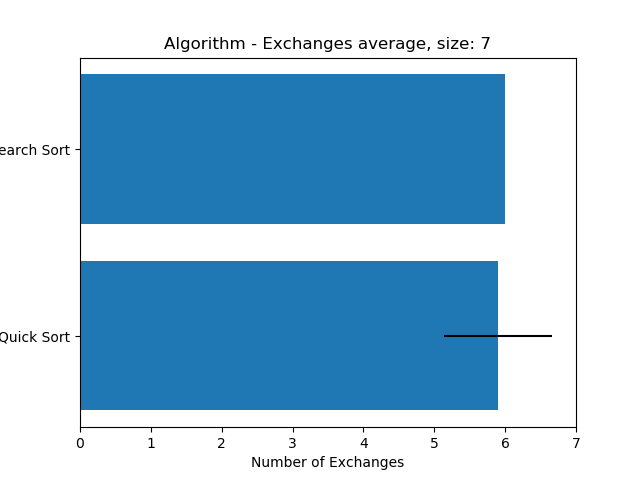 Algorithm - Exchanges average, size: 7
earch Sort
Quick Sort
0 1 2 3 4 5 6 7
Number of Exchanges